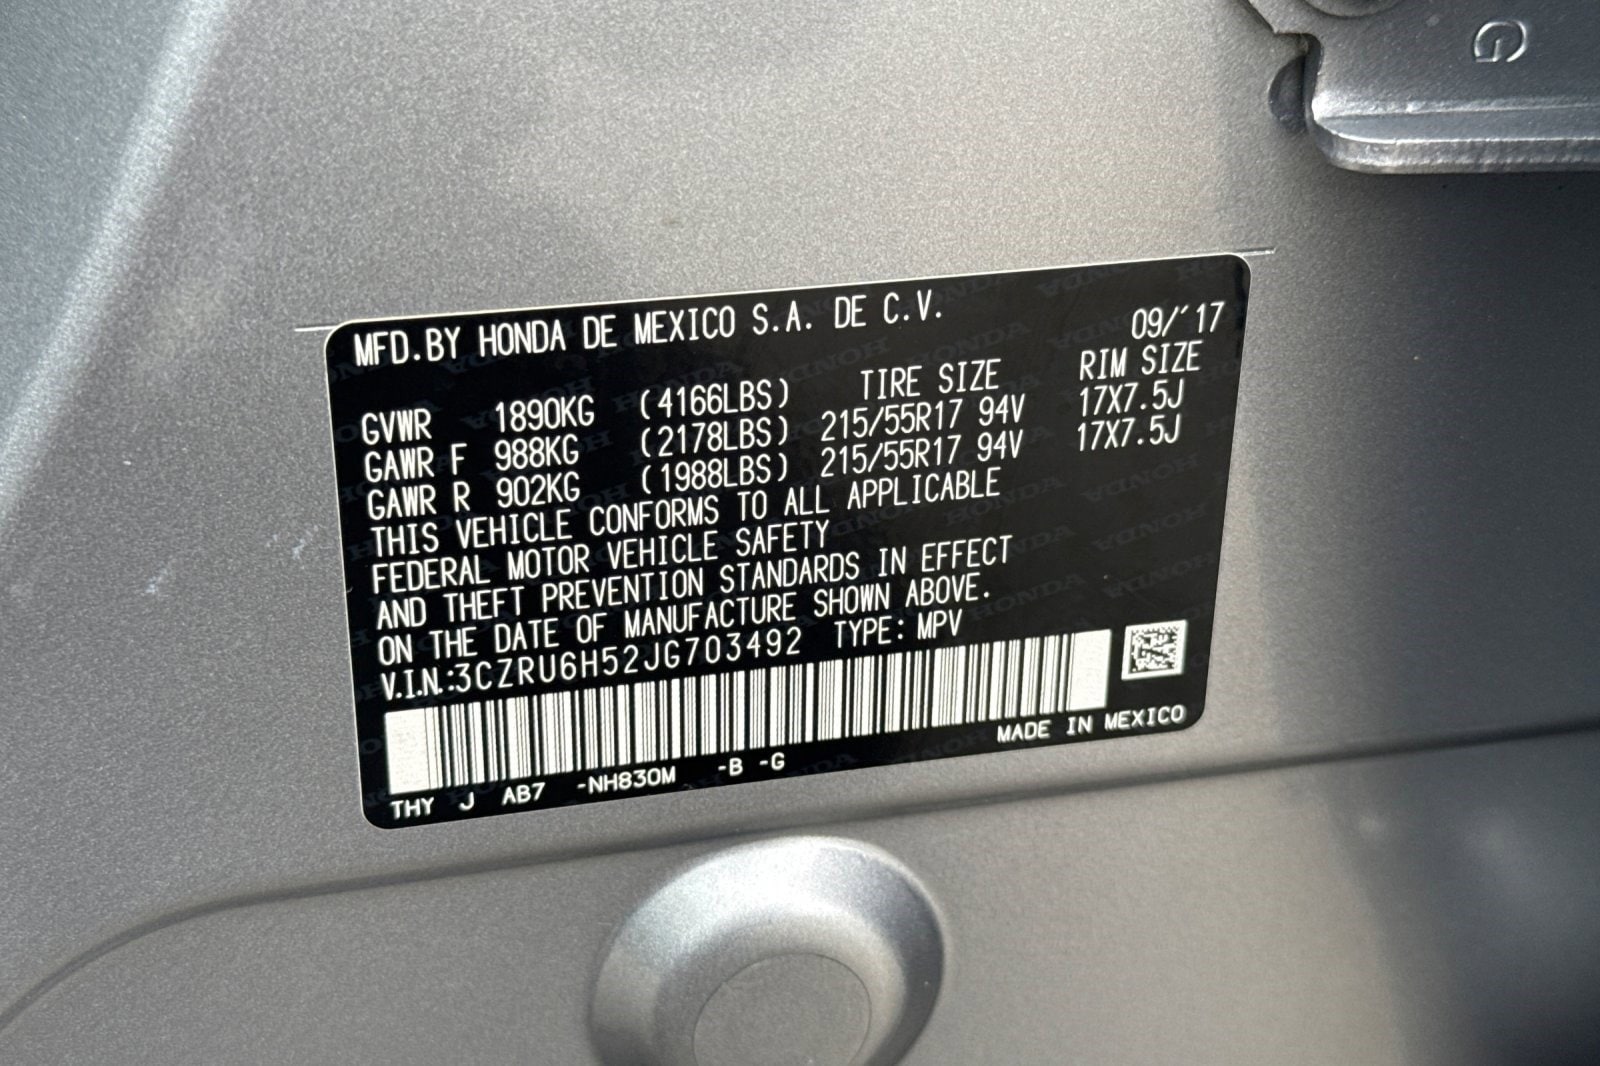 G
MFD.BY HONDA DE MEXICO S.A. DE C.V. 09/'17
TIRE SIZE RIM SIZE
GVWR 1890KG (4166LBS) 215/55R17 94V 17X7.5J
GAWR F 988KG (2178LBS) 215/55R17 94V 17X7.5J
GAWR R 902KG (1988LBS)
THIS VEHICLE CONFORMS TO ALL APPLICABLE
FEDERAL MOTOR VEHICLE SAFETY
AND THEFT PREVENTION STANDARDS IN EFFECT
ON THE DATE OF MANUFACTURE SHOWN ABOVE.
V.I.N.:3CZRU6H52JG703492 TYPE: MPV
MADE IN MEXICO
THY J AB7 -NH830M -B -G